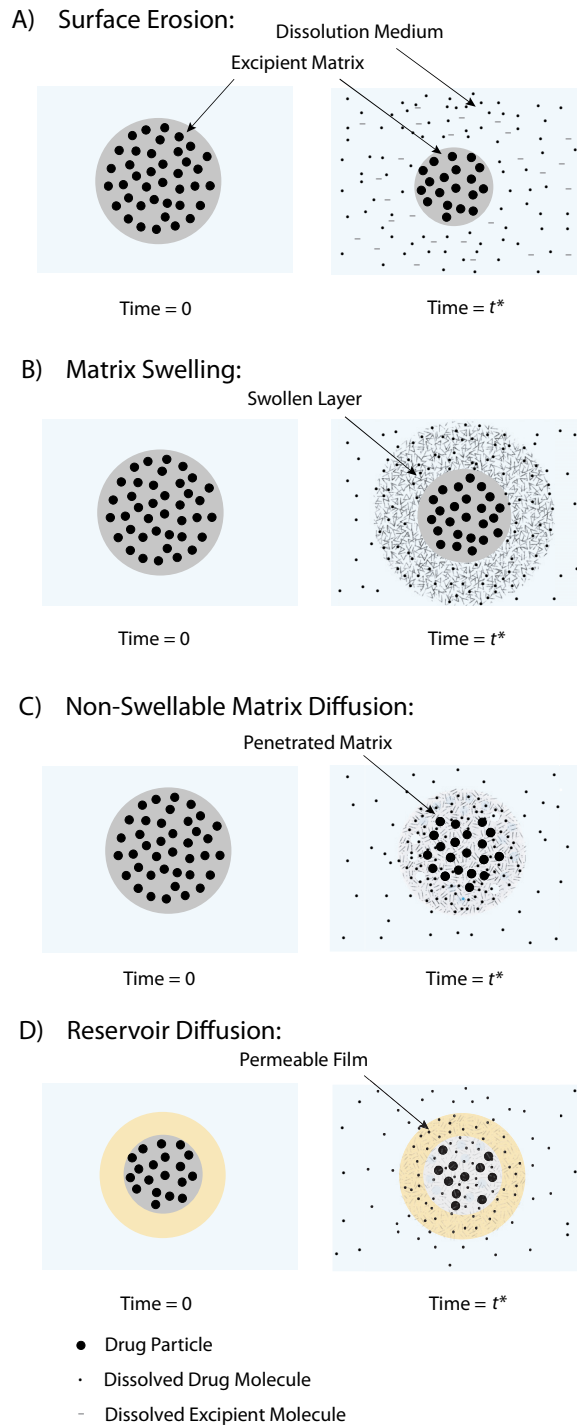 A) Surface Erosion:
Dissolution Medium
Excipient Matrix
Time = 0
Time = t*
B) Matrix Swelling:
Swollen Layer
Time = 0
Time = t*
C) Non-Swellable Matrix Diffusion:
Penetrated Matrix
Time = 0
Time = t*
D) Reservoir Diffusion:
Permeable Film
Time = 0
Time = t*
Drug Particle
Dissolved Drug Molecule
Dissolved Excipient Molecule